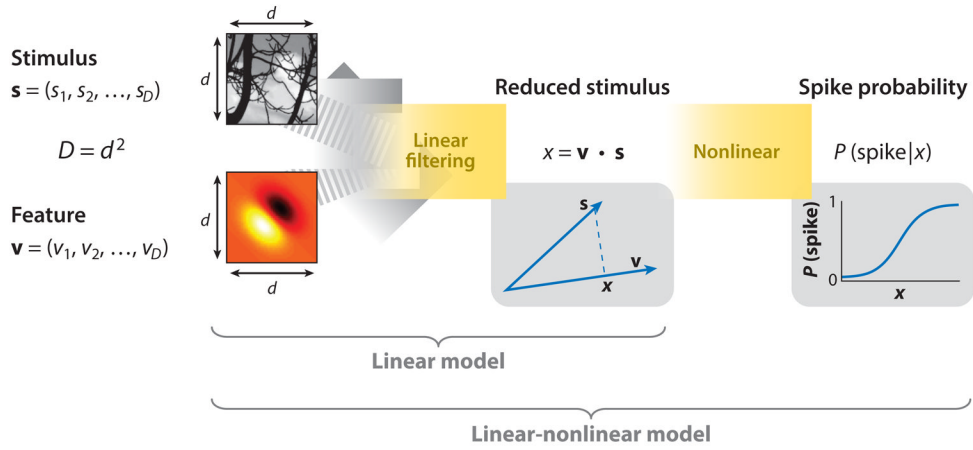 d
d
Stimulus
s = (s1, s2, …, sD)
D = d²
Feature
v = (v1, v2, …, vD)
d
d
Linear
filtering
Reduced stimulus
x = v • s
s
v
x
Nonlinear
Spike probability
P (spike|x)
P (spike)
1
0
x
Linear model
Linear-nonlinear model